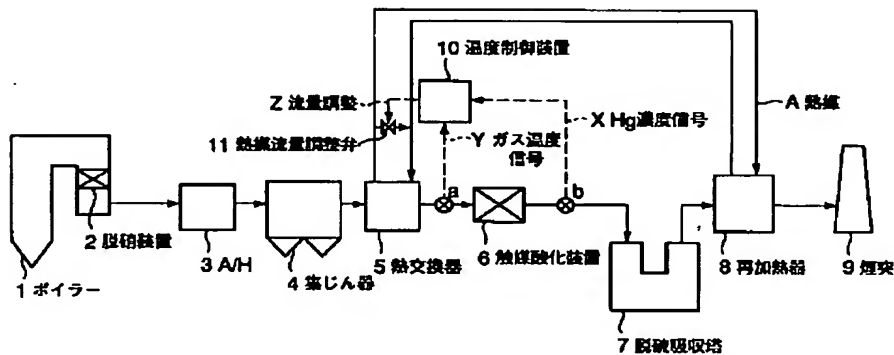 10 温度制御装置
Z 流量調整
A 熱媒
X Hg濃度信号
11 熱媒流量調整弁
Y ガス温度
信号
a
b
2 脱硝装置
3 A/H
4 集じん器
5 熱交換器
6 触媒酸化装置
8 再加熱器
9 煙突
1 ボイラー
7 脱硫吸収塔